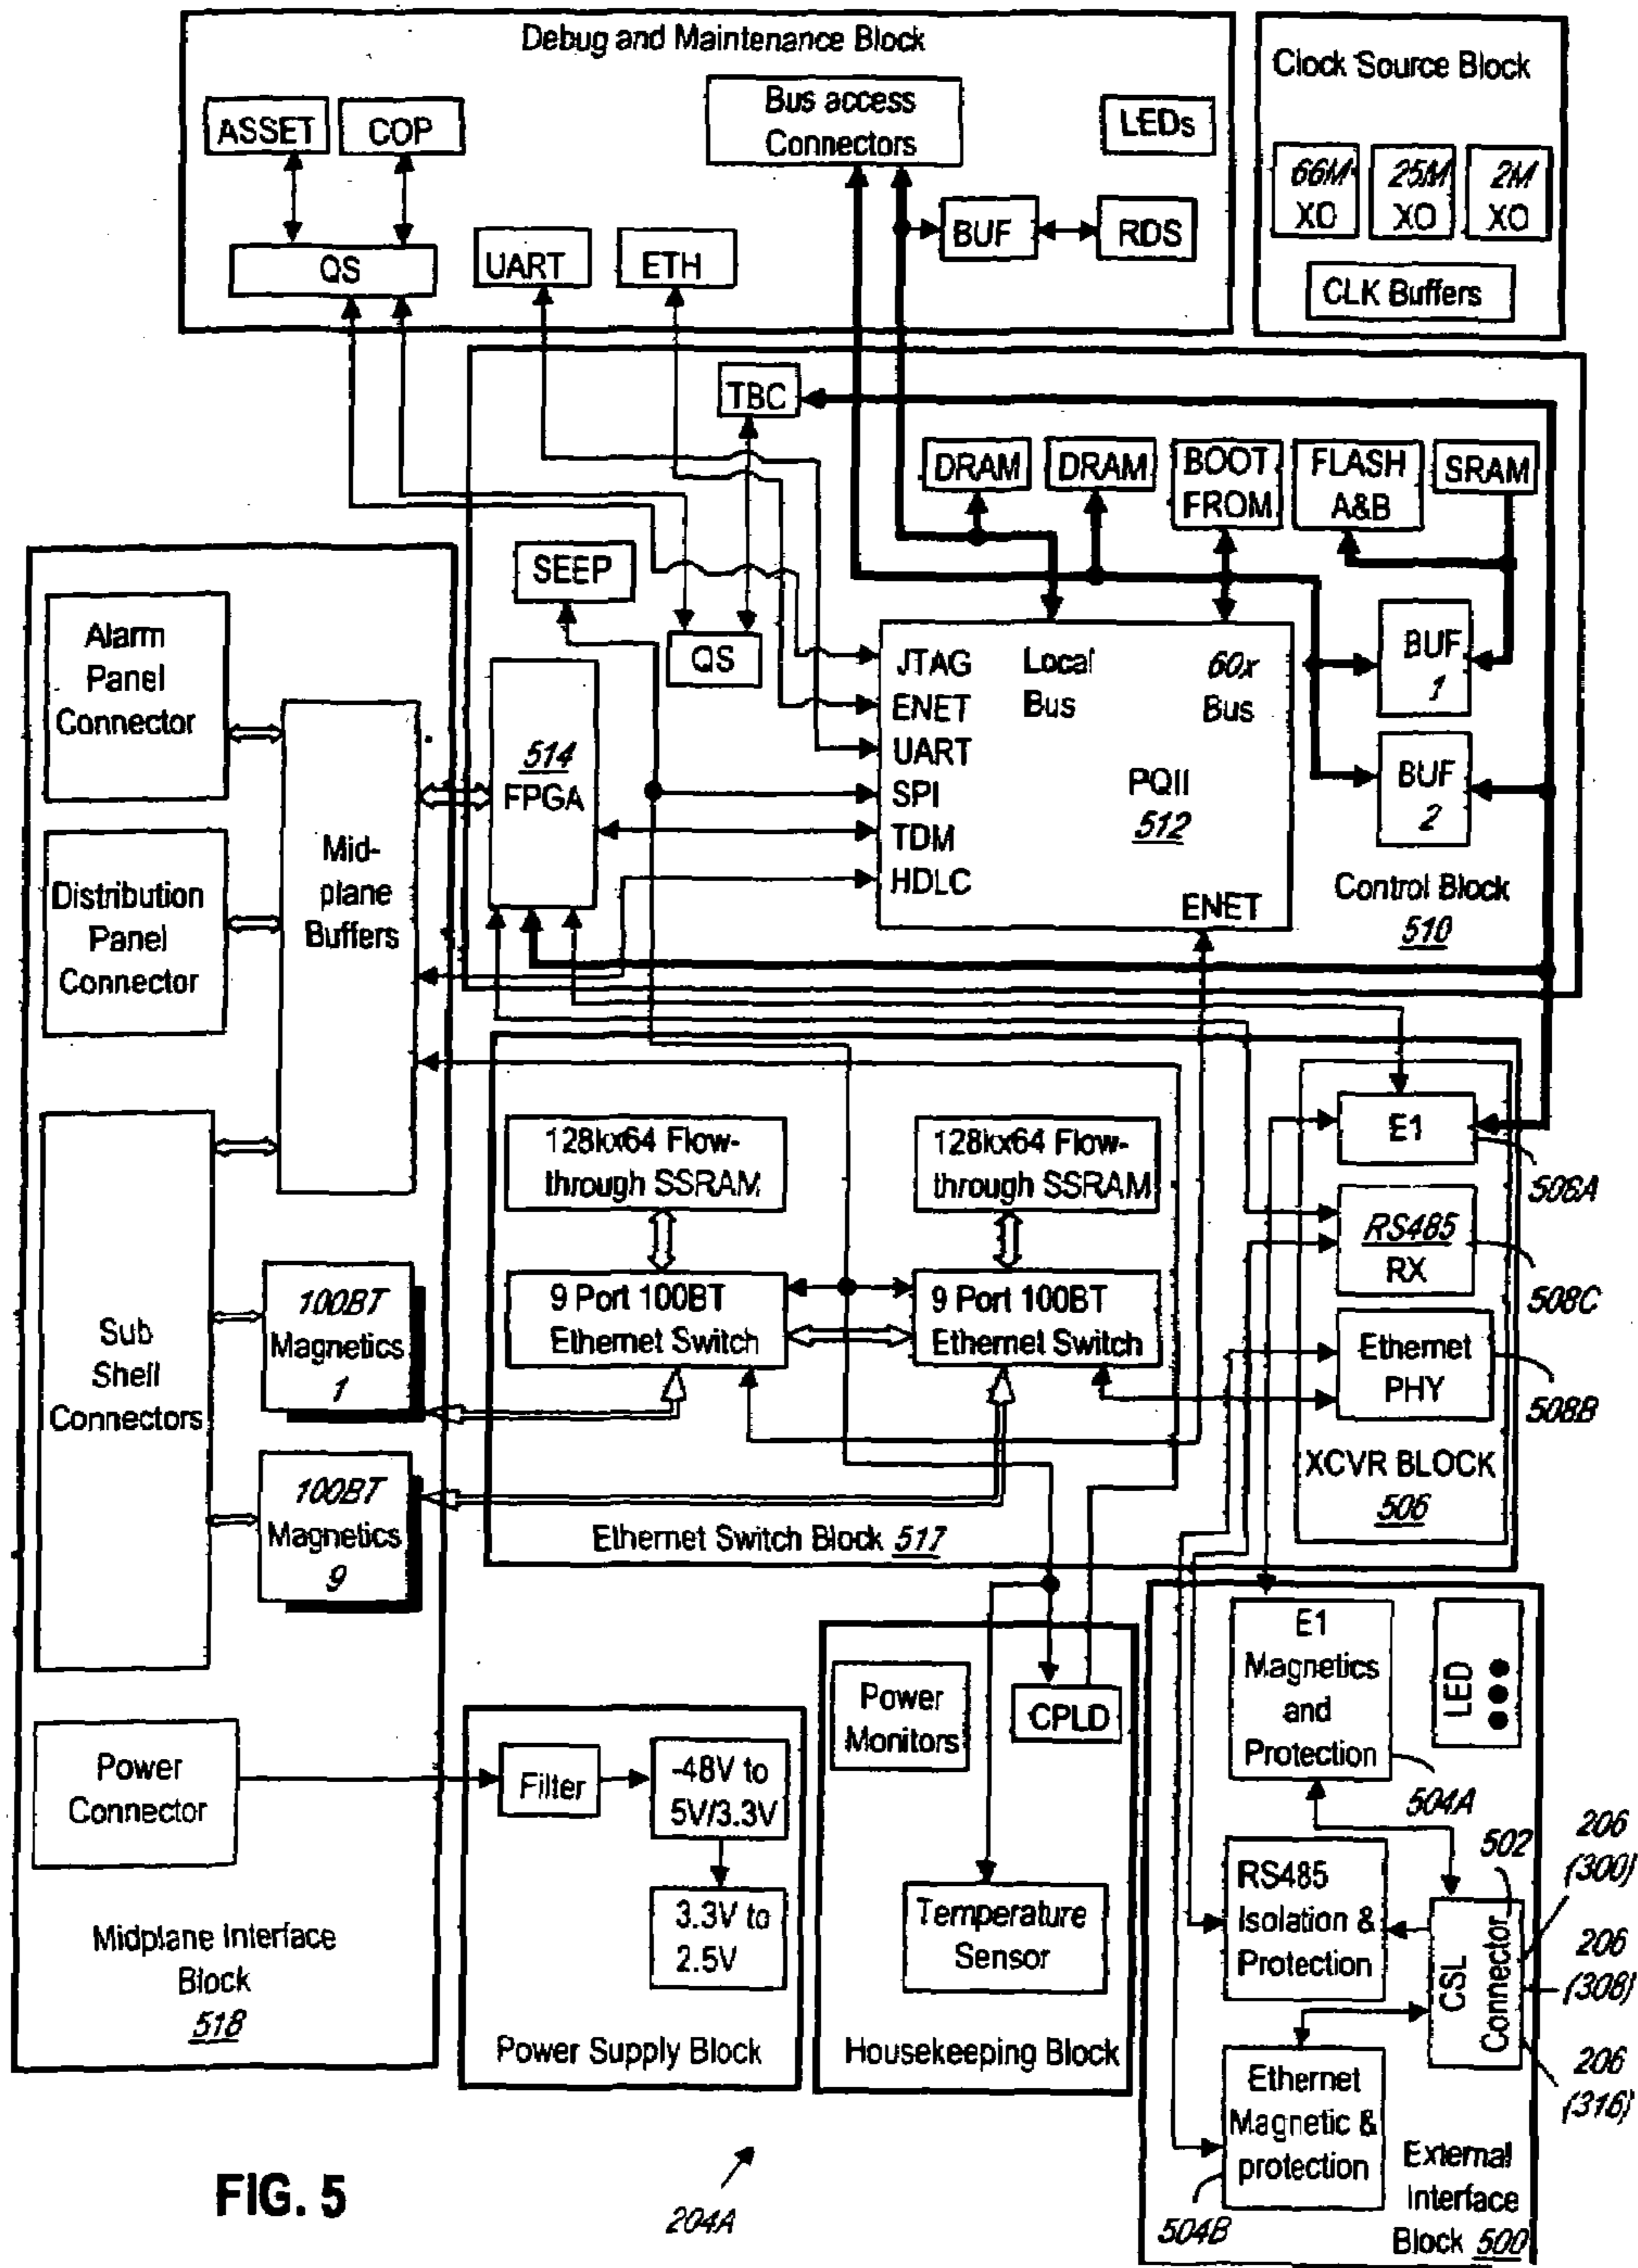 Debug and Maintenance Block
ASSET
COP
Bus access
Connectors
LEDs
QS
UART
ETH
BUF
RDS
Clock Source Block
66M
XO
25M
XO
2M
XO
CLK Buffers
TBC
DRAM
DRAM
BOOT
FROM
FLASH
A&B
SRAM
SEEP
QS
514
FPGA
JTAG
ENET
UART
SPI
TDM
HDLC
Local
Bus
60x
Bus
PQII
512
ENET
BUF
1
BUF
2
Control Block
510
Alarm
Panel
Connector
Distribution
Panel
Connector
Mid-
plane
Buffers
Sub
Shell
Connectors
100BT
Magnetics
1
100BT
Magnetics
9
Power
Connector
Midplane Interface
Block
518
128kx64 Flow-
through SSRAM
128kx64 Flow-
through SSRAM
9 Port 100BT
Ethernet Switch
9 Port 100BT
Ethernet Switch
Ethernet Switch Block 517
E1
508A
RS485
RX
508C
Ethernet
PHY
508B
XCVR BLOCK
506
Filter
-48V to
5V/3.3V
3.3V to
2.5V
Power Supply Block
Power
Monitors
CPLD
Temperature
Sensor
Housekeeping Block
E1
Magnetics
and
Protection
504A
LED
RS485
Isolation &
Protection
CSL
Connector
502
206
(300)
206
(308)
206
(316)
Ethernet
Magnetic &
protection
504B
External
Interface
Block 500
FIG. 5
204A